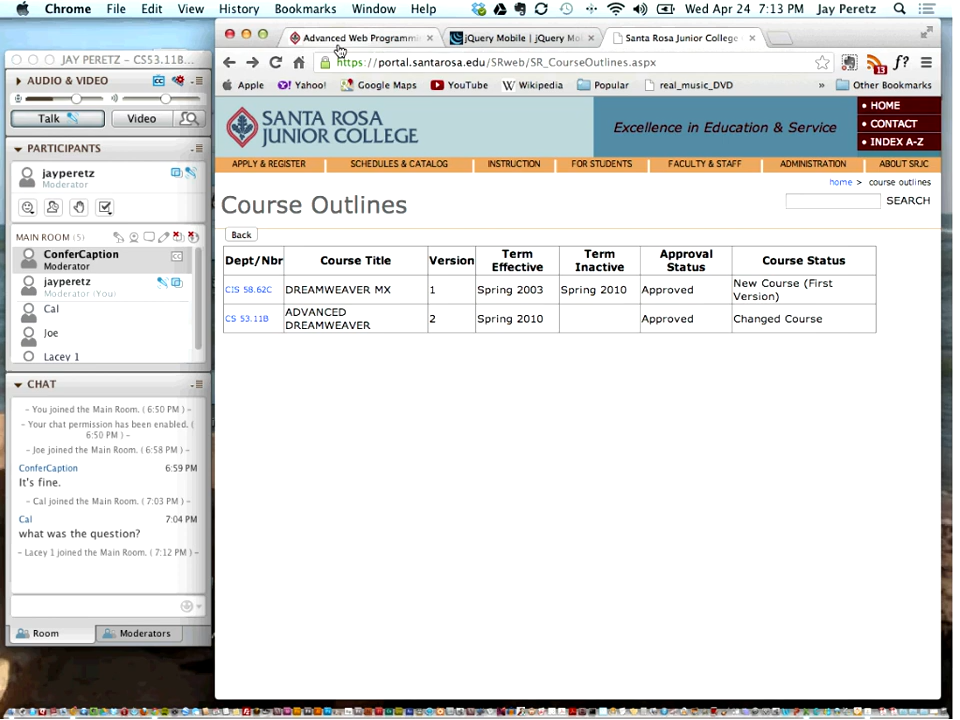 Chrome File Edit View History Bookmarks Window Help Wed Apr 24 7:13 PM Jay Peretz
JAY PERETZ – CS53.11B...
AUDIO & VIDEO
Talk Video
PARTICIPANTS
jayperetz
Moderator
MAIN ROOM (5)
ConferCaption
Moderator
jayperetz
Moderator (You)
Cal
Joe
Lacey 1
CHAT
– You joined the Main Room. ( 6:50 PM ) –
– Your chat permission has been enabled. (
6:50 PM ) –
– Joe joined the Main Room. ( 6:58 PM ) –
ConferCaption 6:59 PM
It's fine.
– Cal joined the Main Room. ( 7:03 PM ) –
Cal 7:04 PM
what was the question?
– Lacey 1 joined the Main Room. ( 7:12 PM ) –
Room Moderators
Advanced Web Programmi jQuery Mobile | jQuery Mo Santa Rosa Junior College
https://portal.santarosa.edu/SRweb/SR_CourseOutlines.aspx
13
f?
Apple Yahoo! Google Maps YouTube Wikipedia Popular real_music_DVD » Other Bookmarks
SANTA ROSA
JUNIOR COLLEGE
Excellence in Education & Service
• HOME
• CONTACT
• INDEX A-Z
APPLY & REGISTER SCHEDULES & CATALOG INSTRUCTION FOR STUDENTS FACULTY & STAFF ADMINISTRATION ABOUT SRJC
home > course outlines
SEARCH
Course Outlines
Back
Dept/Nbr Course Title Version Term Effective Term Inactive Approval Status Course Status
CIS 58.62C DREAMWEAVER MX 1 Spring 2003 Spring 2010 Approved New Course (First Version)
CS 53.11B ADVANCED DREAMWEAVER 2 Spring 2010 Approved Changed Course